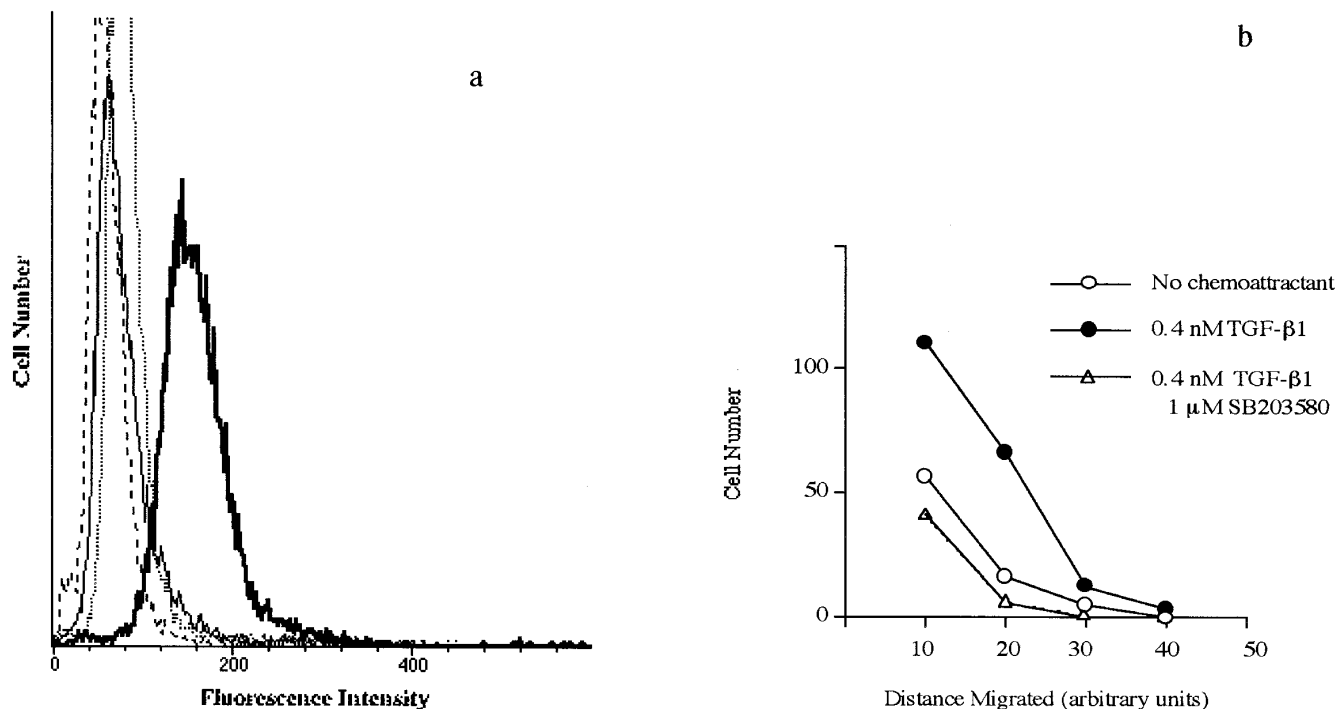 a
Cell Number
0
200
400
Fluorescence Intensity
b
No chemoattractant
0.4 nM TGF-β1
0.4 nM TGF-β1
1 μM SB203580
Cell Number
100
50
0
10
20
30
40
50
Distance Migrated (arbitrary units)